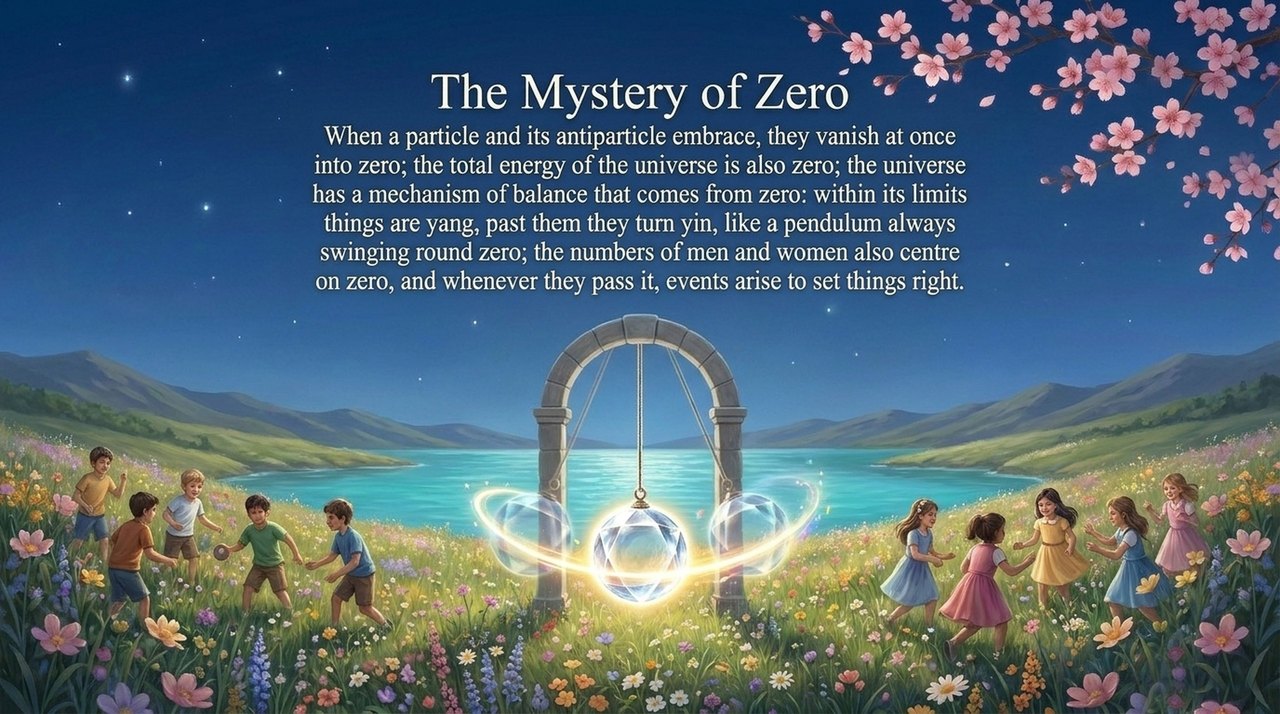 The Mystery of Zero
When a particle and its antiparticle embrace, they vanish at once
into zero; the total energy of the universe is also zero; the universe
has a mechanism of balance that comes from zero: within its limits
things are yang, past them they turn yin, like a pendulum always
swinging round zero; the numbers of men and women also centre
on zero, and whenever they pass it, events arise to set things right.